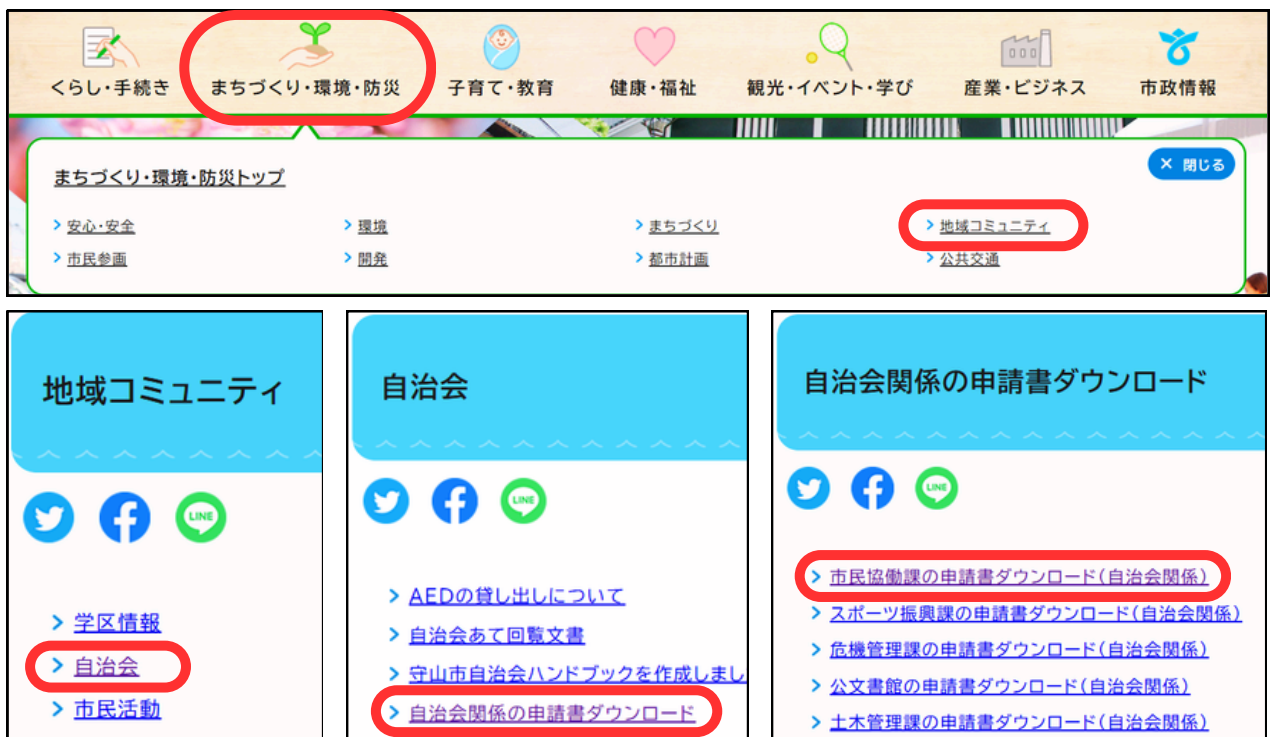 くらし・手続き まちづくり・環境・防災 子育て・教育 健康・福祉 観光・イベント・学び 産業・ビジネス 市政情報
まちづくり・環境・防災トップ × 閉じる
> 安心・安全 > 環境 > まちづくり > 地域コミュニティ
> 市民参画 > 開発 > 都市計画 > 公共交通
地域コミュニティ
LINE
> 学区情報
> 自治会
> 市民活動
自治会
LINE
> AEDの貸し出しについて
> 自治会あて回覧文書
> 守山市自治会ハンドブックを作成しまし
> 自治会関係の申請書ダウンロード
自治会関係の申請書ダウンロード
LINE
> 市民協働課の申請書ダウンロード(自治会関係)
> スポーツ振興課の申請書ダウンロード(自治会関係)
> 危機管理課の申請書ダウンロード(自治会関係)
> 公文書館の申請書ダウンロード(自治会関係)
> 土木管理課の申請書ダウンロード(自治会関係)